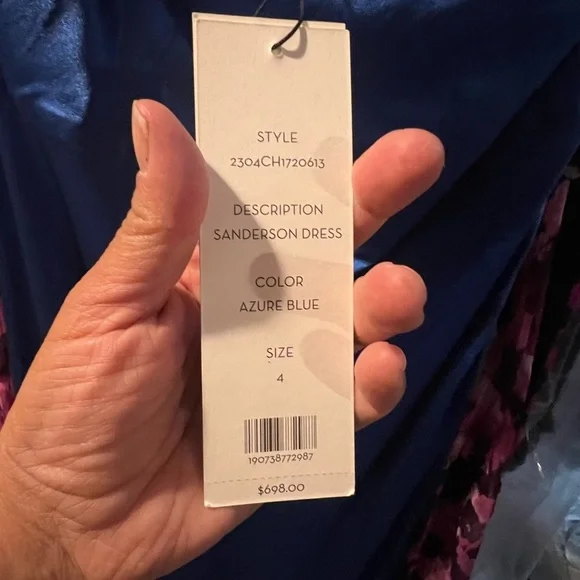 STYLE
2304CH1720613
DESCRIPTION
SANDERSON DRESS
COLOR
AZURE BLUE
SIZE
4
190738772987
$698.00